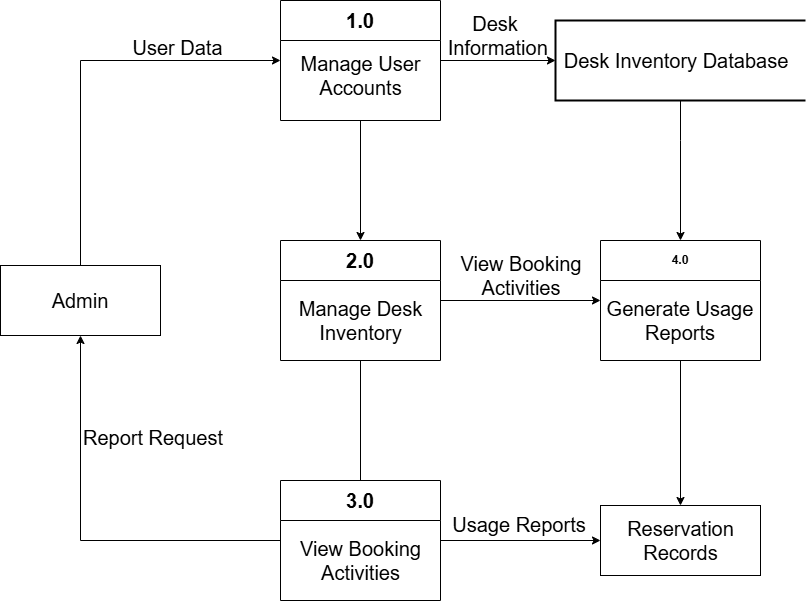 1.0
Manage User
Accounts
User Data
Desk
Information
Desk Inventory Database
2.0
Manage Desk
Inventory
View Booking
Activities
4.0
Generate Usage
Reports
Admin
Report Request
3.0
View Booking
Activities
Usage Reports
Reservation
Records